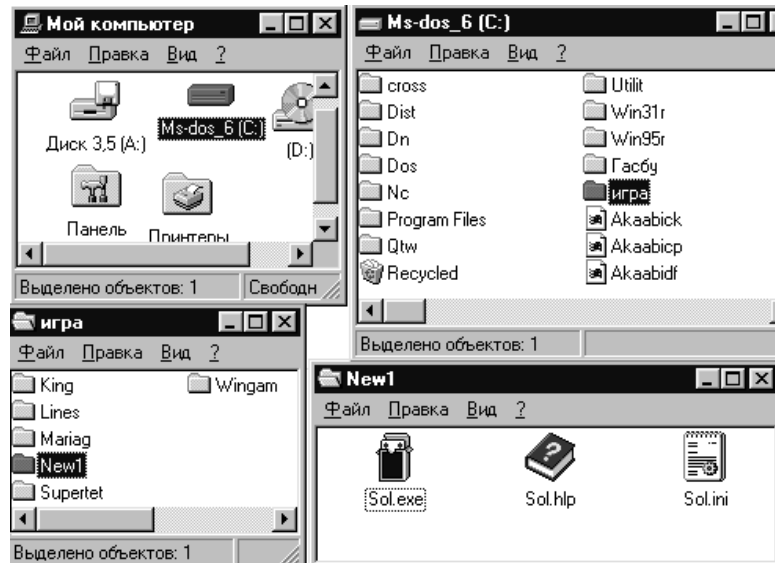 Мой компьютер
Файл Правка Вид ?
Диск 3,5 (A:)
Ms-dos_6 (C:)
(D:)
Панель
Принтеры
Выделено объектов: 1 Свободн
Ms-dos_6 (C:)
Файл Правка Вид ?
cross Utilit
Dist Win31r
Dn Win95r
Dos Гасбу
Nc игра
Program Files Akaabick
Qtw Akaabicp
Recycled Akaabidf
Выделено объектов: 1
игра
Файл Правка Вид ?
King Wingam
Lines
Mariag
New1
Supertet
Выделено объектов: 1
New1
Файл Правка Вид ?
Sol.exe Sol.hlp Sol.ini